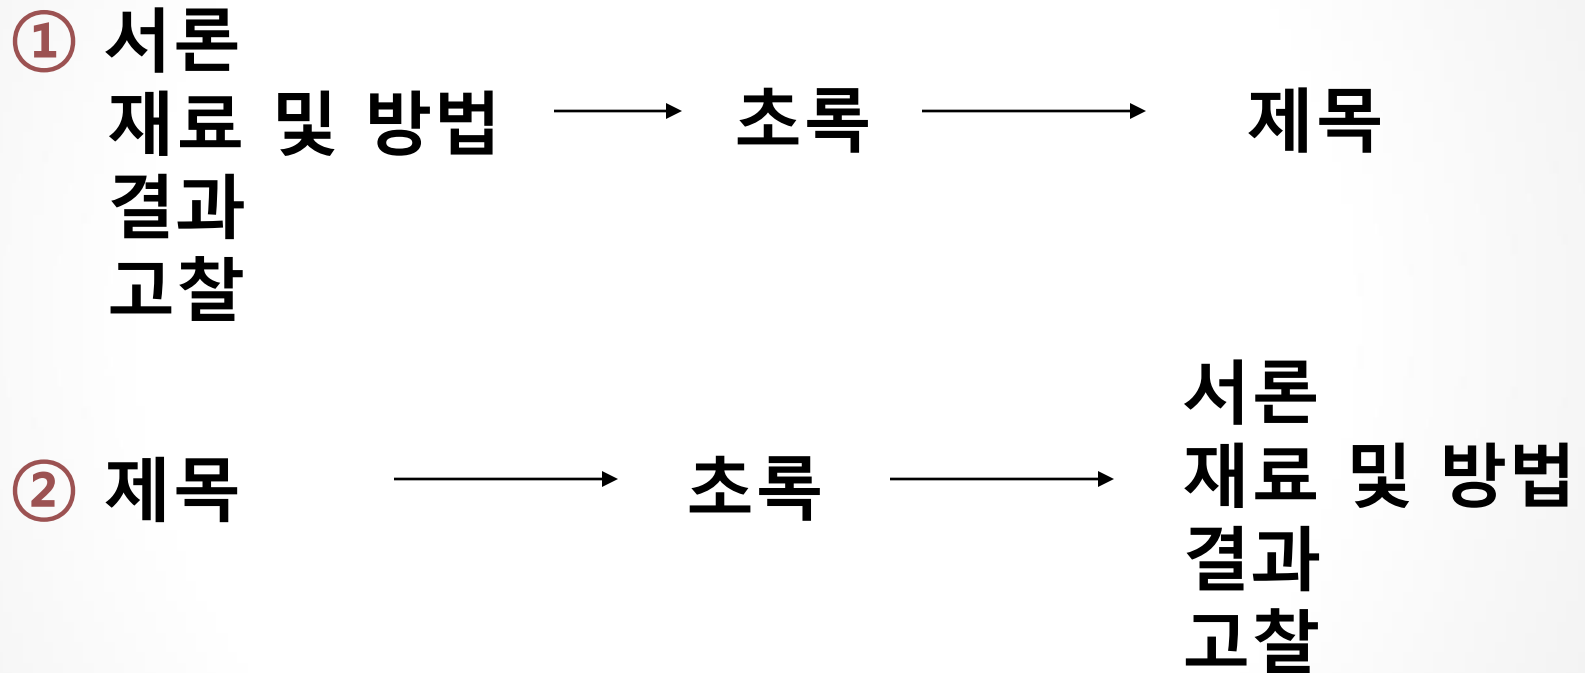 ① 서론
재료 및 방법 초록 제목
결과
고찰
서론
재료 및 방법
② 제목 초록
결과
고찰